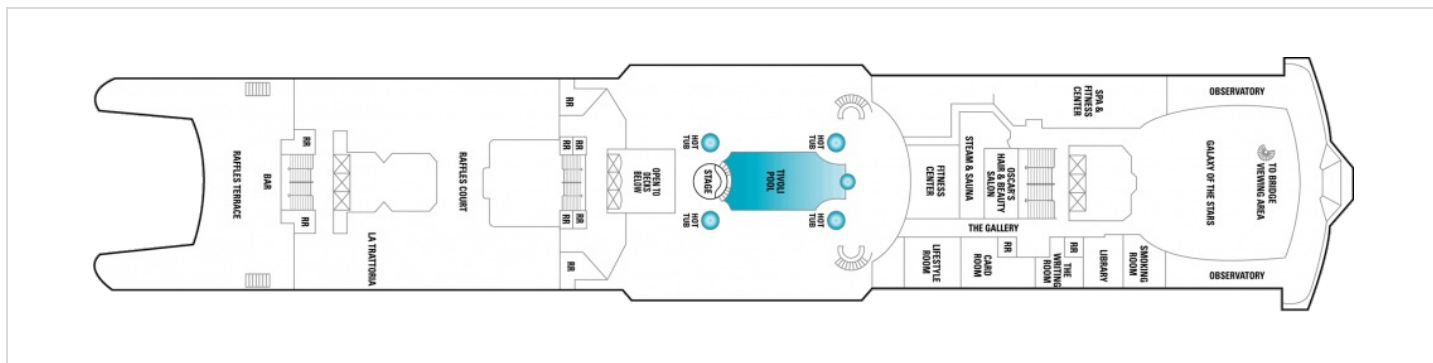 RAFFLES TERRACE
BAR
RR
RR
LA TRATTORIA
RAFFLES COURT
RR
RR
RR
RR
RR
RR
OPEN TO
DECKS
BELOW
HOT
TUB
HOT
TUB
STAGE
TIVOLI
POOL
HOT
TUB
HOT
TUB
FITNESS
CENTER
STEAM & SAUNA
OSCAR'S
HAIR & BEAUTY
SALON
SPA &
FITNESS
CENTER
THE GALLERY
LIFESTYLE
ROOM
CARD
ROOM
RR
THE
WRITING
ROOM
RR
LIBRARY
SMOKING
ROOM
OBSERVATORY
GALAXY OF THE STARS
TO BRIDGE
VIEWING AREA
OBSERVATORY